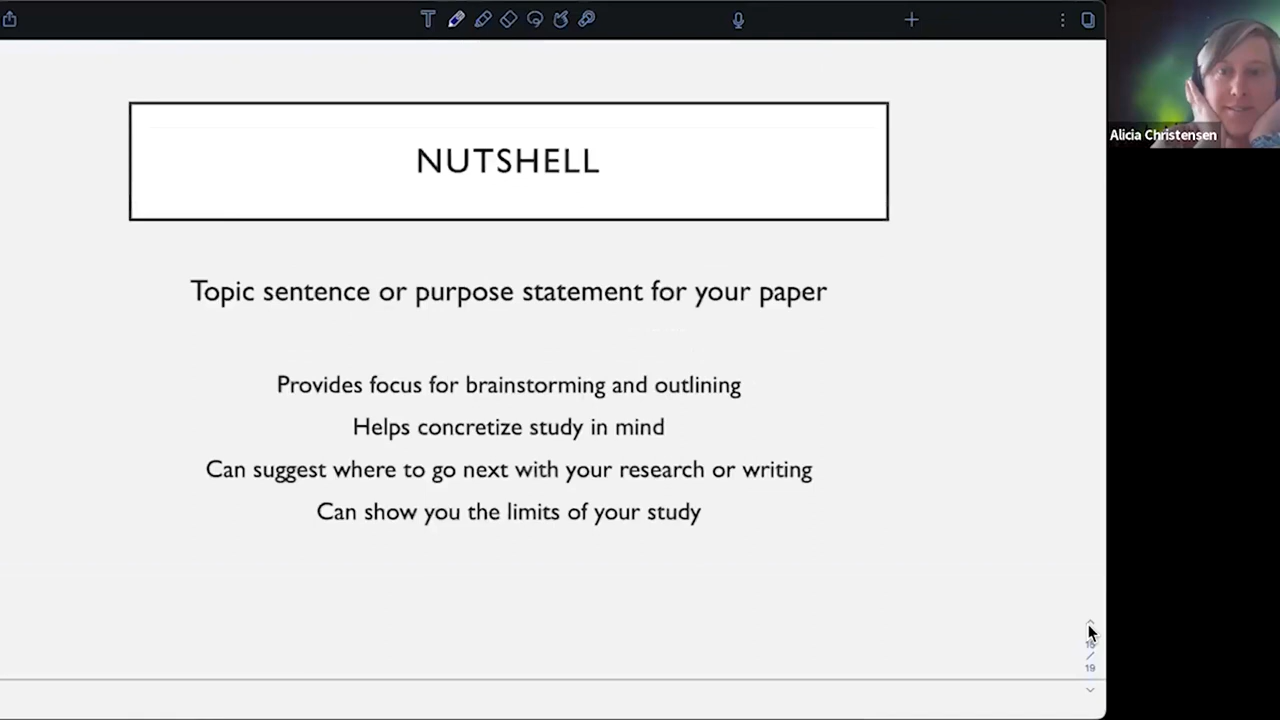 NUTSHELL
Alicia Christensen
Topic sentence or purpose statement for your paper
Provides focus for brainstorming and outlining
Helps concretize study in mind
Can suggest where to go next with your research or writing
Can show you the limits of your study
/
19